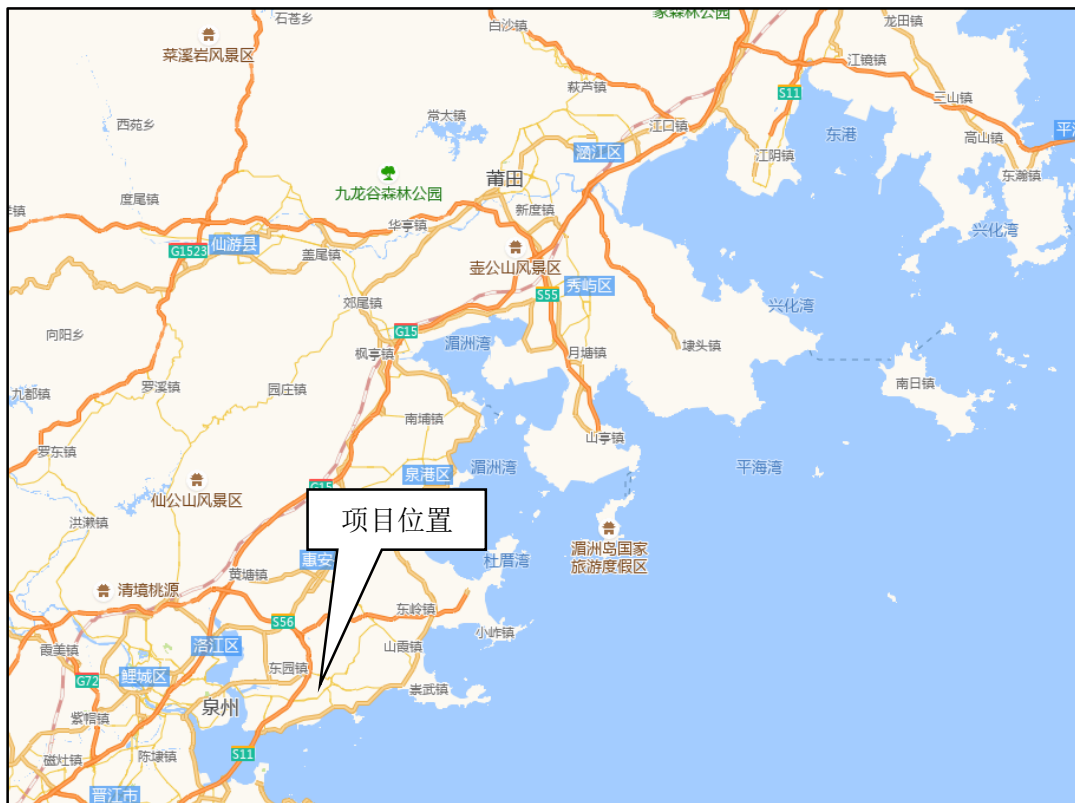 石苍乡
白沙镇
家森林公园
龙田镇
菜溪岩风景区
江镜镇
萩芦镇
S11
三山镇
西苑乡
常太镇
江口镇
东港
高山镇
平潭
涵江区
江阴镇
东瀚镇
莆田
九龙谷森林公园
度尾镇
新度镇
华亭镇
兴化湾
G1523
仙游县
盖尾镇
壶公山风景区
S55
秀屿区
郊尾镇
兴化湾
向阳乡
G15
湄洲湾
枫亭镇
月塘镇
埭头镇
南日镇
罗溪镇
园庄镇
九都镇
南埔镇
山亭镇
罗东镇
泉港区
湄洲湾
平海湾
仙公山风景区
G15
项目位置
洪濑镇
湄洲岛国家
旅游度假区
惠安
杜厝湾
黄塘镇
清境桃源
东岭镇
S56
小岞镇
洛江区
山霞镇
霞美镇
东园镇
鲤城区
G72
崇武镇
泉州
紫帽镇
陈埭镇
S11
磁灶镇
晋江市